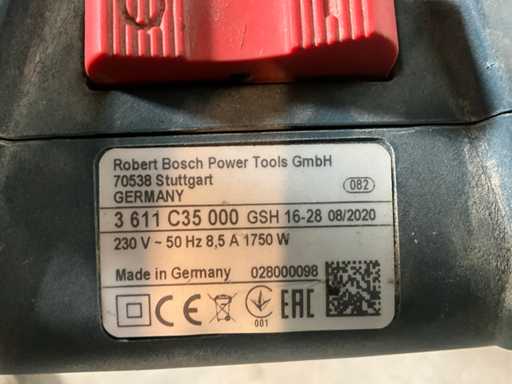 Robert Bosch Power Tools GmbH
70538 Stuttgart
082
GERMANY
3 611 C35 000 GSH 16-28 08/2020
230 V ~ 50 Hz 8,5 A 1750 W
Made in Germany 028000098
CE EAC
001